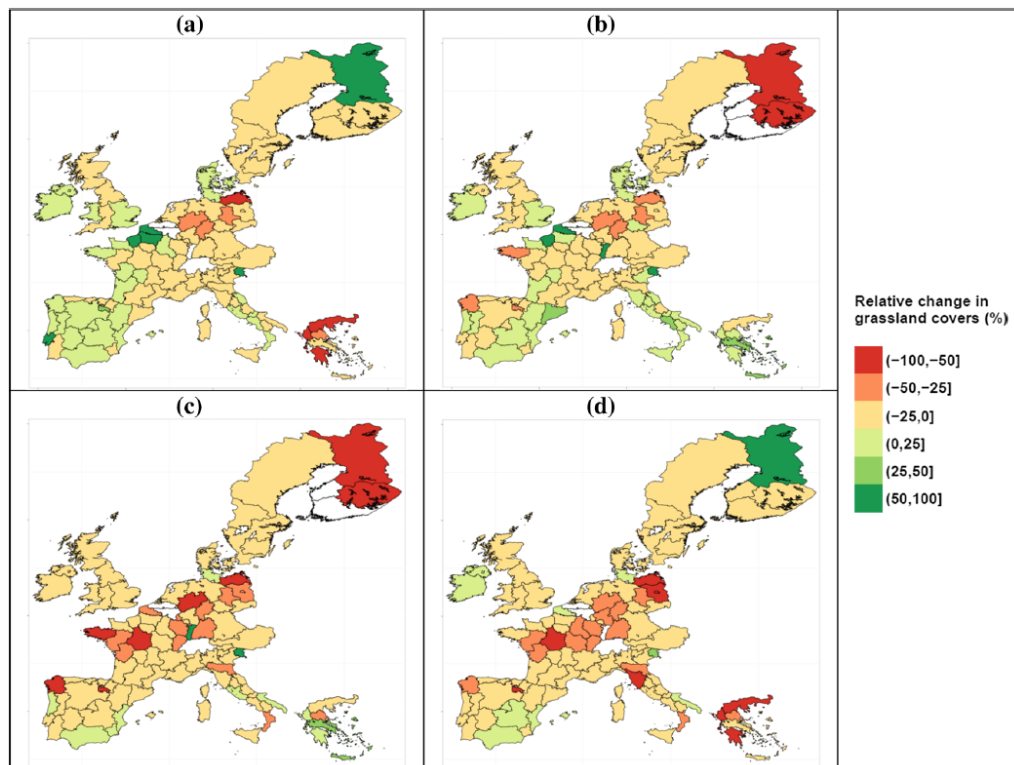 (a)
(b)
(c)
(d)
Relative change in
grassland covers (%)
(−100,−50]
(−50,−25]
(−25,0]
(0,25]
(25,50]
(50,100]